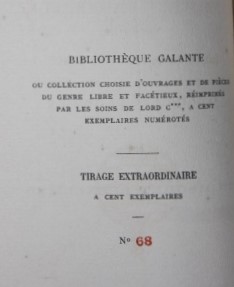 BIBLIOTHÈQUE GALANTE
OU COLLECTION CHOISIE D'OUVRAGES ET DE PIÈCES
DU GENRE LIBRE ET FACÉTIEUX, RÉIMPRIMÉS
PAR LES SOINS DE LORD G***, A CENT
EXEMPLAIRES NUMÉROTÉS
TIRAGE EXTRAORDINAIRE
A CENT EXEMPLAIRES
No 68